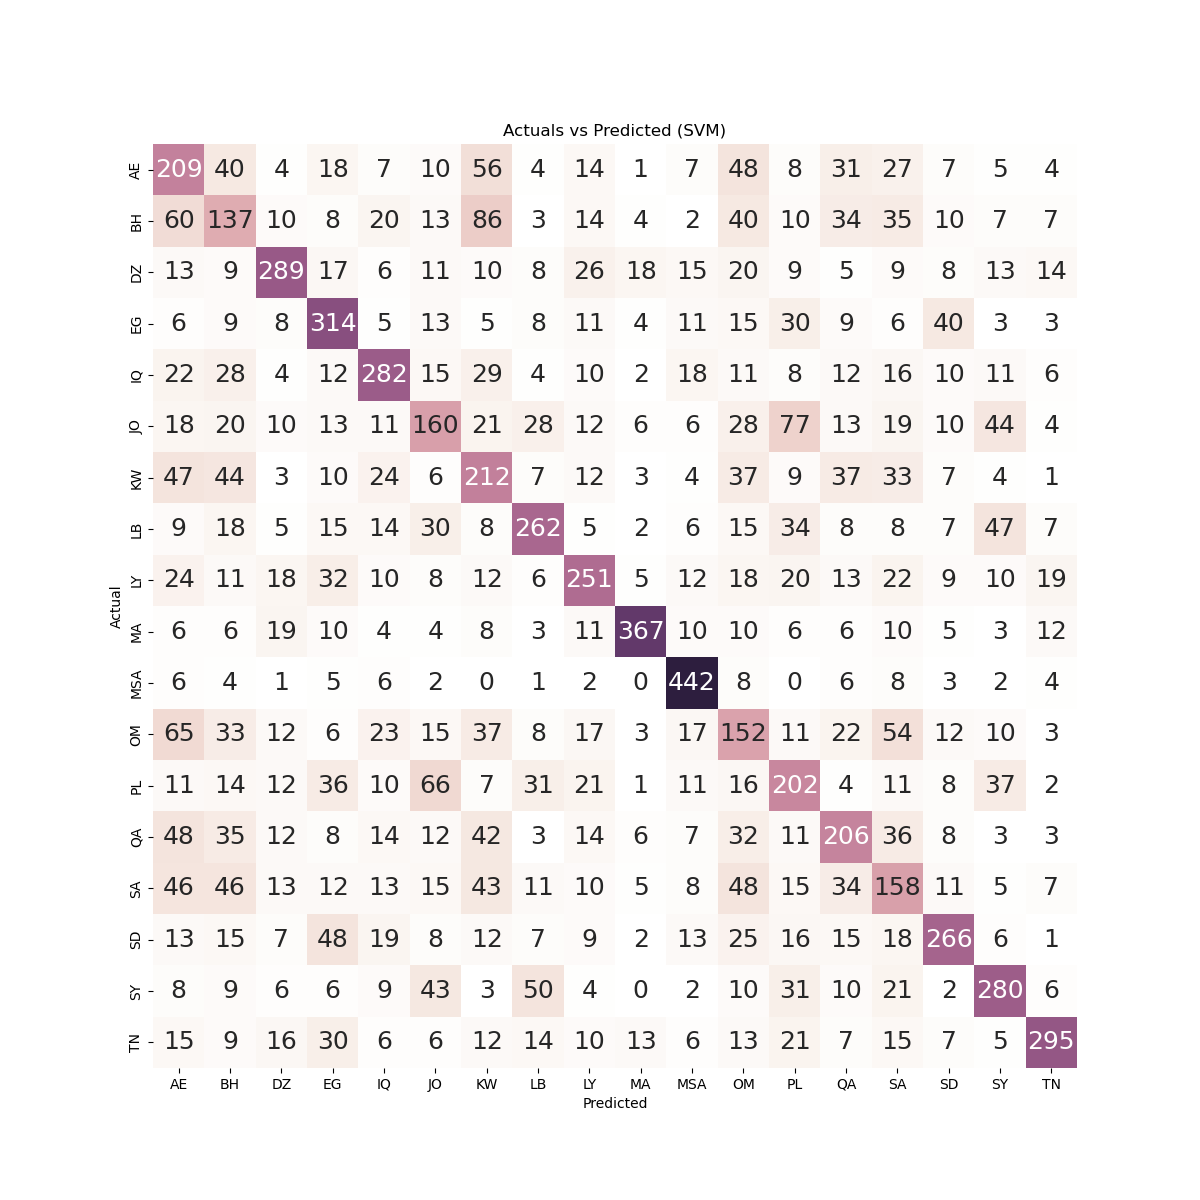 Actuals vs Predicted (SVM)
AE 209 40 4 18 7 10 56 4 14 1 7 48 8 31 27 7 5 4
BH 60 137 10 8 20 13 86 3 14 4 2 40 10 34 35 10 7 7
DZ 13 9 289 17 6 11 10 8 26 18 15 20 9 5 9 8 13 14
EG 6 9 8 314 5 13 5 8 11 4 11 15 30 9 6 40 3 3
IQ 22 28 4 12 282 15 29 4 10 2 18 11 8 12 16 10 11 6
JO 18 20 10 13 11 160 21 28 12 6 6 28 77 13 19 10 44 4
KW 47 44 3 10 24 6 212 7 12 3 4 37 9 37 33 7 4 1
LB 9 18 5 15 14 30 8 262 5 2 6 15 34 8 8 7 47 7
LY 24 11 18 32 10 8 12 6 251 5 12 18 20 13 22 9 10 19
Actual
MA 6 6 19 10 4 4 8 3 11 367 10 10 6 6 10 5 3 12
MSA 6 4 1 5 6 2 0 1 2 0 442 8 0 6 8 3 2 4
OM 65 33 12 6 23 15 37 8 17 3 17 152 11 22 54 12 10 3
PL 11 14 12 36 10 66 7 31 21 1 11 16 202 4 11 8 37 2
QA 48 35 12 8 14 12 42 3 14 6 7 32 11 206 36 8 3 3
SA 46 46 13 12 13 15 43 11 10 5 8 48 15 34 158 11 5 7
SD 13 15 7 48 19 8 12 7 9 2 13 25 16 15 18 266 6 1
SY 8 9 6 6 9 43 3 50 4 0 2 10 31 10 21 2 280 6
TN 15 9 16 30 6 6 12 14 10 13 6 13 21 7 15 7 5 295
AE BH DZ EG IQ JO KW LB LY MA MSA OM PL QA SA SD SY TN
Predicted